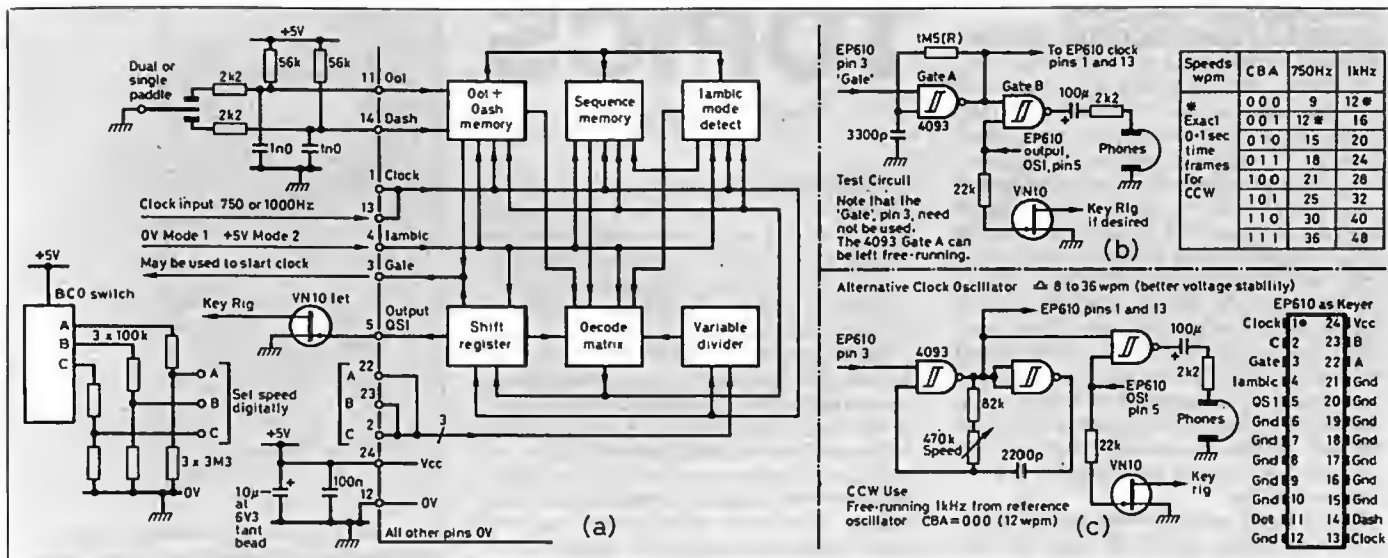 +5V
Dual or
single
paddle
56k
56k
2k2
2k2
1n0
1n0
11
Dot
14
Dash
1
Clock
13
Clock input 750 or 1000Hz
0V Mode 1 +5V Mode 2
4
Iambic
May be used to start clock
3
Gate
+5V
BCD switch
A
B
C
3 x 100k
Key Rig
VN10 fet
Output
QSI
5
22
A
23
B
2
C
3
A
B
C
Set speed
digitally
3 x 3M3
0V
+5V
24
Vcc
10µ
at
6V3
tant
bead
100n
12
0V
All other pins 0V
Dot +
Dash
memory
Sequence
memory
Iambic
mode
detect
Shift
register
Decode
matrix
Variable
divider
(a)
EP610
pin 3
'Gate'
1M5(R)
Gate A
4093
3300p
To EP610 clock
pins 1 and 13
Gate B
100µ
+
2k2
Phones
EP610
output,
QSI, pin5
22k
VN10
Key Rig
if desired
Test Circuit
Note that the
'Gate', pin 3, need
not be used.
The 4093 Gate A can
be left free-running.
(b)
Speeds
wpm
CBA
750Hz
1kHz
*
Exact
0·1sec
time
frames
for
CCW
000 9 12*
001 12* 16
010 15 20
011 18 24
100 21 28
101 25 32
110 30 40
111 36 48
Alternative Clock Oscillator ≏ 8 to 36 wpm (better voltage stability)
EP610
pin 3
4093
EP610 pins 1 and 13
82k
470k
Speed
2200p
100µ
+
2k2
Phones
EP610
QSI
pin 5
22k
VN10
Key
rig
CCW Use
Free-running 1kHz from reference
oscillator CBA=000 (12wpm)
(c)
EP610 as Keyer
Clock 1 24 Vcc
C 2 23 B
Gate 3 22 A
Iambic 4 21 Gnd
QS1 5 20 Gnd
Gnd 6 19 Gnd
Gnd 7 18 Gnd
Gnd 8 17 Gnd
Gnd 9 16 Gnd
Gnd 10 15 Gnd
Dot 11 14 Dash
Gnd 12 13 Clock